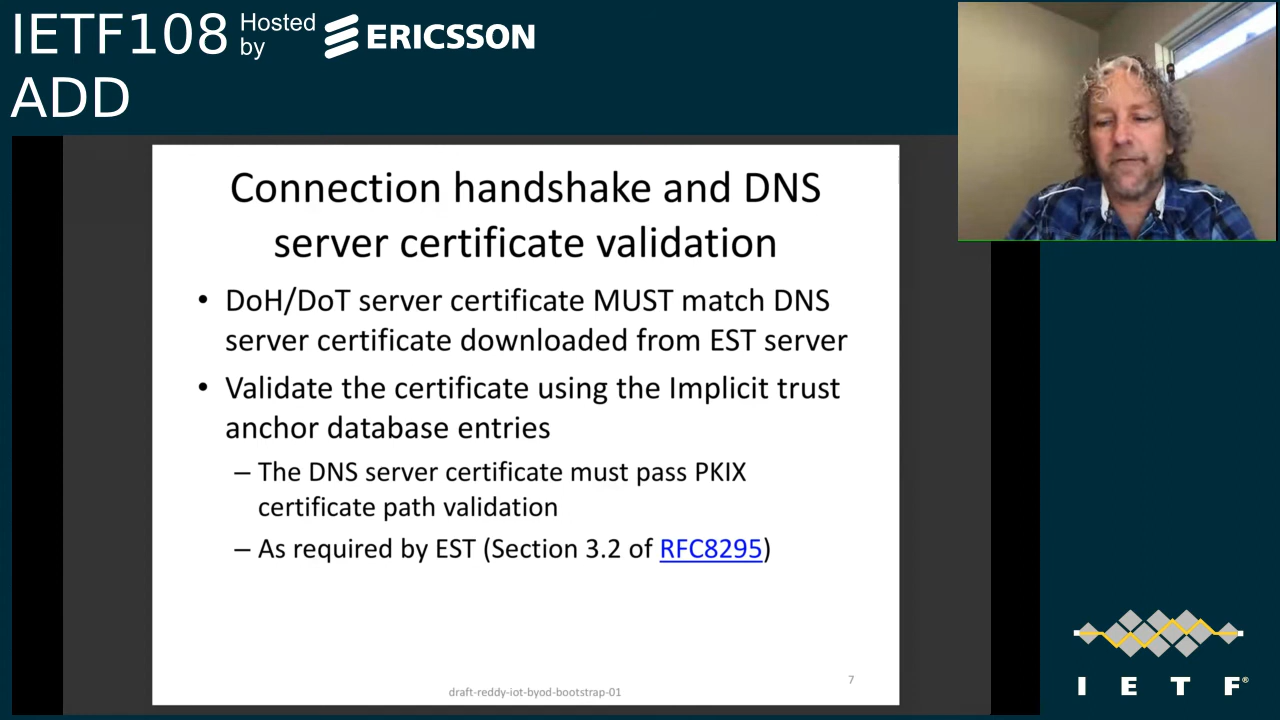 IETF108 Hosted by ERICSSON
ADD
Connection handshake and DNS
server certificate validation
• DoH/DoT server certificate MUST match DNS
server certificate downloaded from EST server
• Validate the certificate using the Implicit trust
anchor database entries
– The DNS server certificate must pass PKIX
certificate path validation
– As required by EST (Section 3.2 of RFC8295)
7
draft-reddy-iot-byod-bootstrap-01
I E T F®